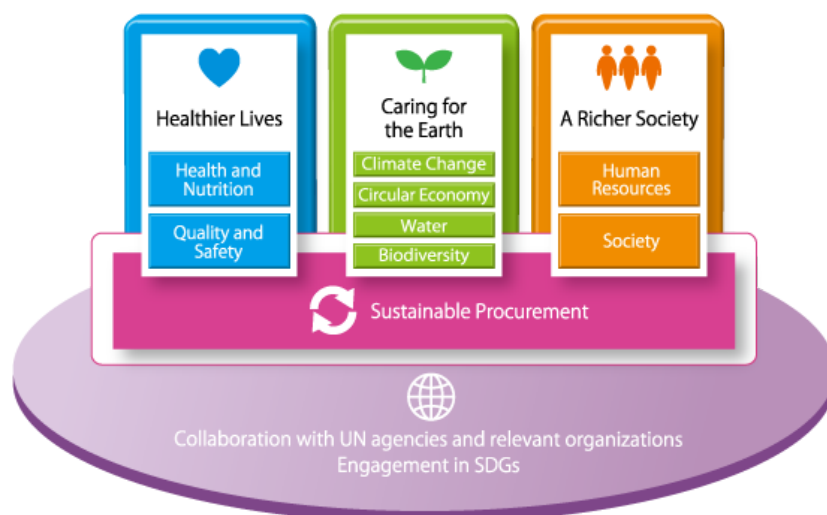 Healthier Lives
Health and
Nutrition
Quality and
Safety
Caring for
the Earth
Climate Change
Circular Economy
Water
Biodiversity
A Richer Society
Human
Resources
Society
Sustainable Procurement
Collaboration with UN agencies and relevant organizations
Engagement in SDGs